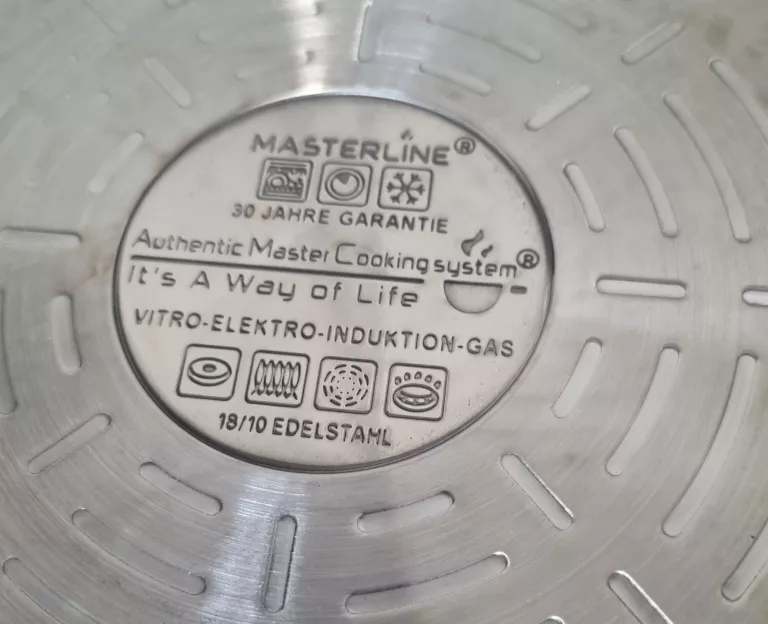 MASTERLINE®
30 JAHRE GARANTIE
Authentic Master Cooking system®
It's A Way of Life
VITRO-ELEKTRO-INDUKTION-GAS
18/10 EDELSTAHL